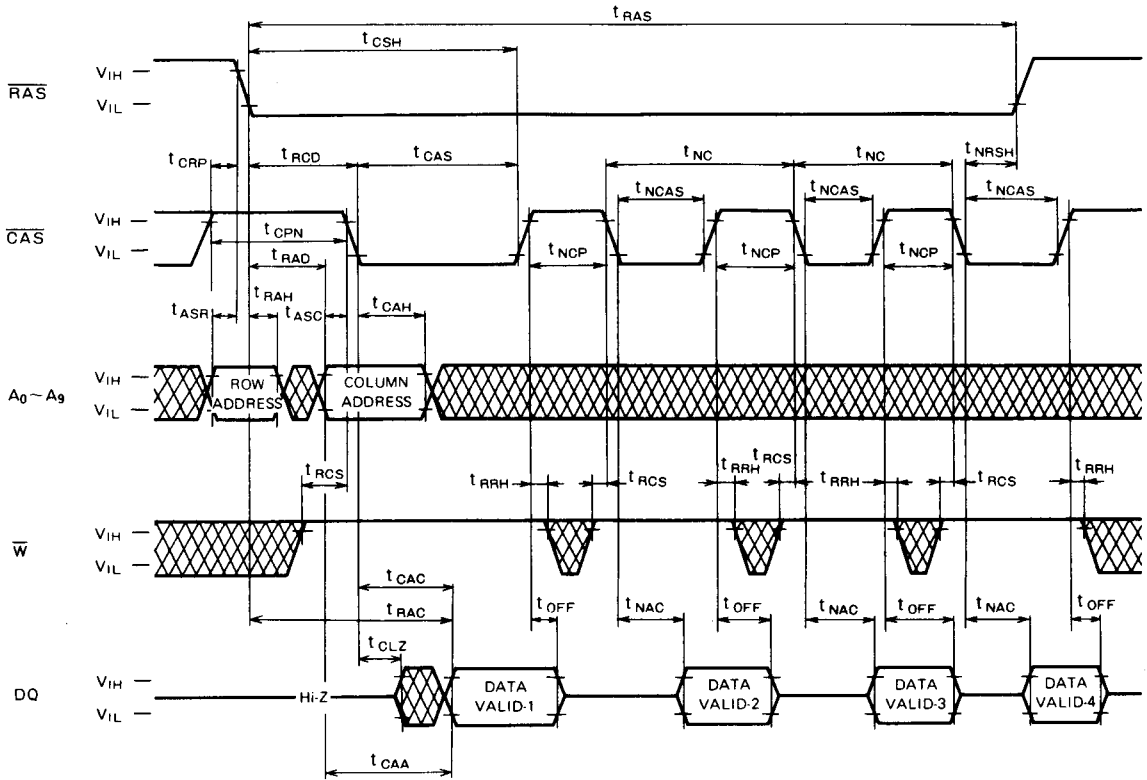 tRAS
tCSH
RAS
VIH
VIL
tCRP
tRCD
tCAS
tNC
tNC
tNRSH
tNCAS
tNCAS
tNCAS
CAS
VIH
VIL
tCPN
tRAD
tNCP
tNCP
tNCP
tASR
tRAH
tASC
tCAH
A0~A9
VIH
VIL
ROW ADDRESS
COLUMN ADDRESS
tRCS
tRRH
tRCS
tRRH
tRCS
tRRH
tRCS
tRRH
W
VIH
VIL
tCAC
tRAC
tCLZ
tOFF
tNAC
tOFF
tNAC
tOFF
tNAC
tOFF
DQ
VIH
VIL
Hi-Z
DATA VALID-1
DATA VALID-2
DATA VALID-3
DATA VALID-4
tCAA